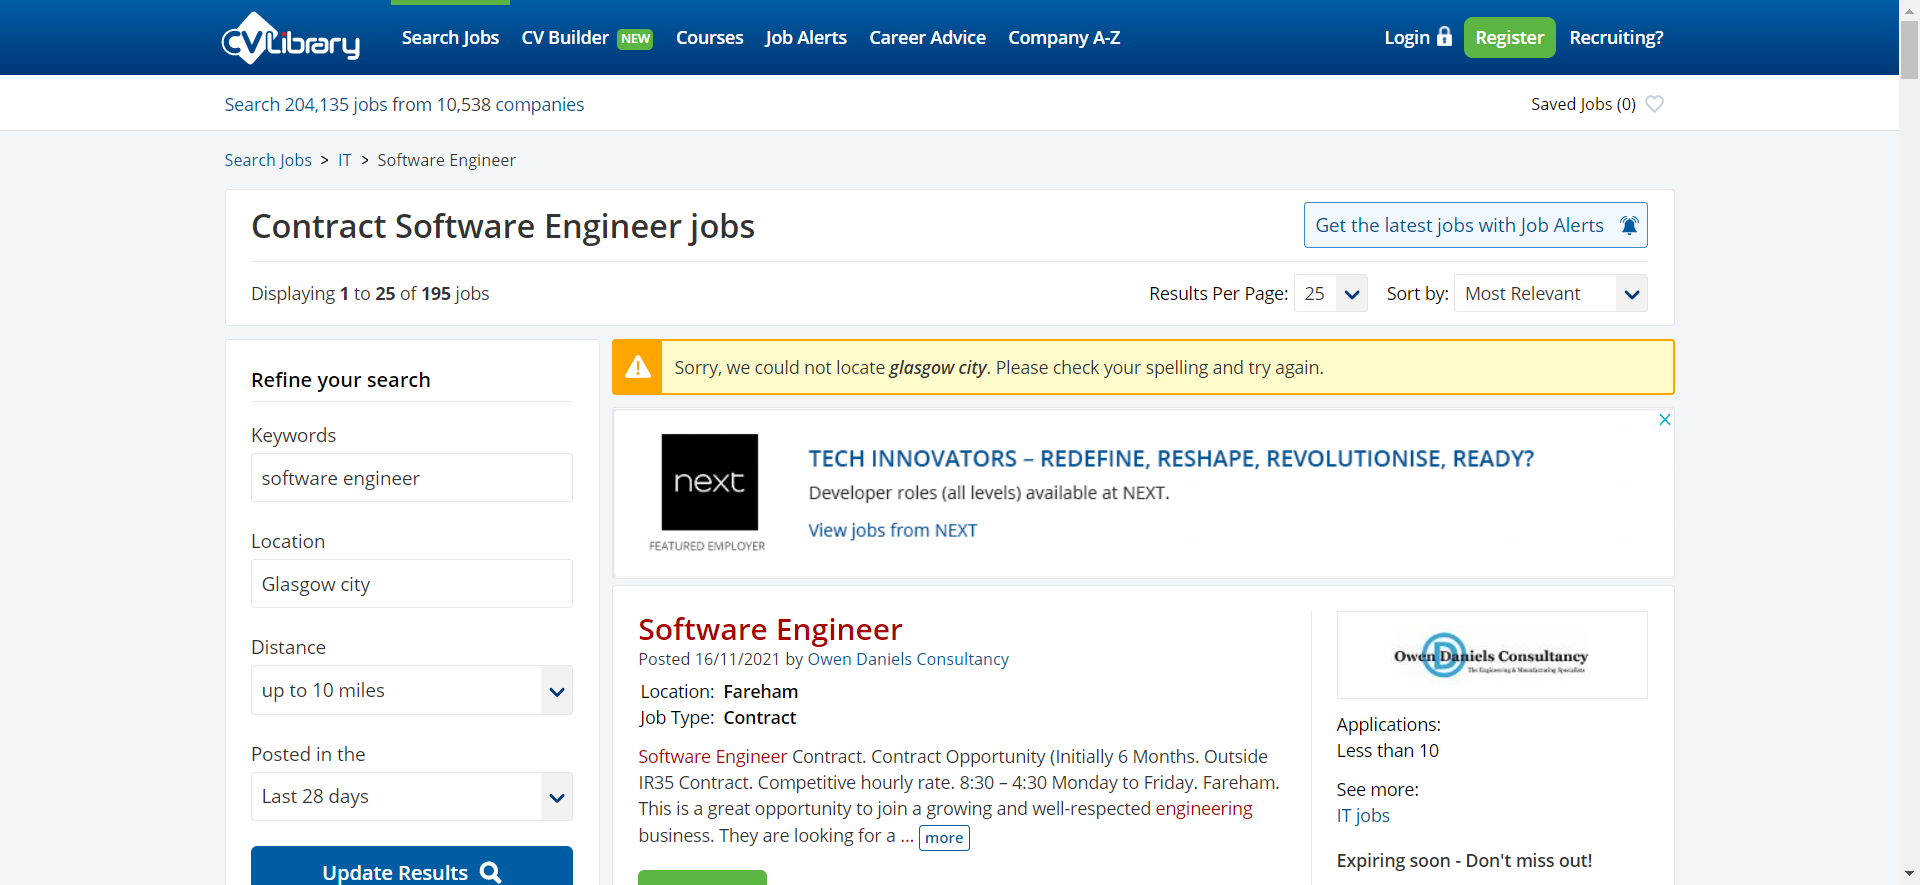 CVLibrary
Search Jobs CV Builder NEW Courses Job Alerts Career Advice Company A-Z Login Register Recruiting?
Search 204,135 jobs from 10,538 companies Saved Jobs (0)
Search Jobs > IT > Software Engineer
Contract Software Engineer jobs
Get the latest jobs with Job Alerts
Displaying 1 to 25 of 195 jobs
Results Per Page: 25 Sort by: Most Relevant
Refine your search
Keywords
software engineer
Location
Glasgow city
Distance
up to 10 miles
Posted in the
Last 28 days
Update Results
Sorry, we could not locate glasgow city. Please check your spelling and try again.
next
FEATURED EMPLOYER
TECH INNOVATORS – REDEFINE, RESHAPE, REVOLUTIONISE, READY?
Developer roles (all levels) available at NEXT.
View jobs from NEXT
Software Engineer
Posted 16/11/2021 by Owen Daniels Consultancy
Location: Fareham
Job Type: Contract
Software Engineer Contract. Contract Opportunity (Initially 6 Months. Outside
IR35 Contract. Competitive hourly rate. 8:30 – 4:30 Monday to Friday. Fareham.
This is a great opportunity to join a growing and well-respected engineering
business. They are looking for a ... more
Owen Daniels Consultancy
The Engineering & Manufacturing Specialists
Applications:
Less than 10
See more:
IT jobs
Expiring soon - Don't miss out!